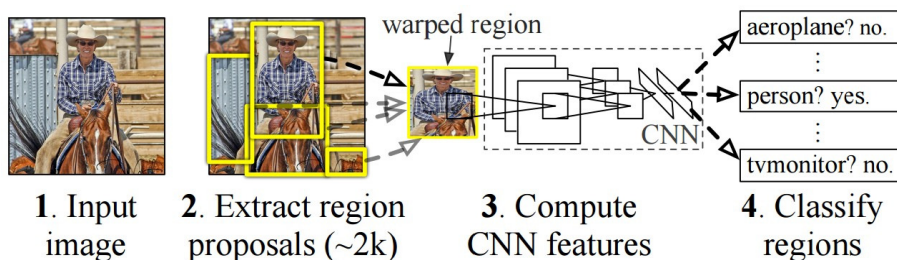 warped region
aeroplane? no.
person? yes.
CNN
tvmonitor? no.
1. Input
image
2. Extract region
proposals (~2k)
3. Compute
CNN features
4. Classify
regions